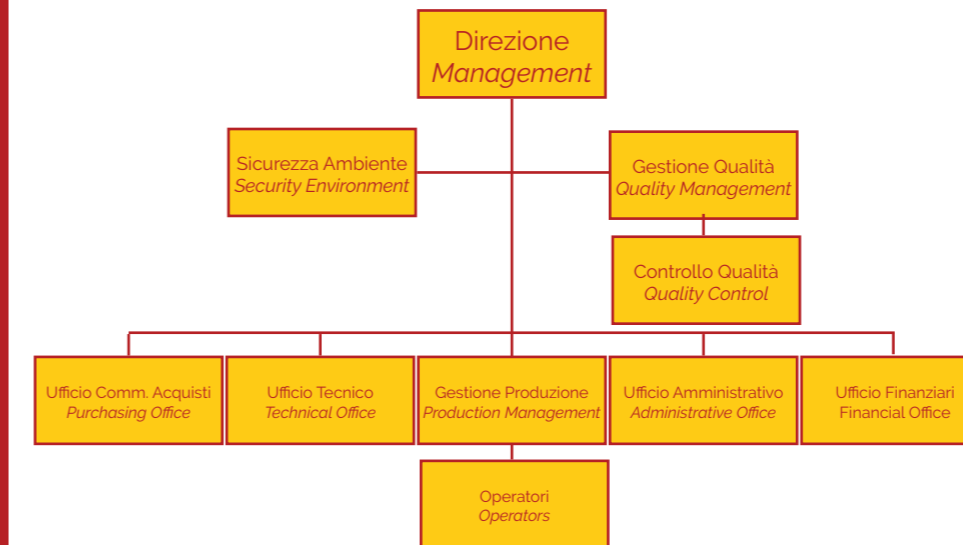 Direzione
Management
Sicurezza Ambiente
Security Environment
Gestione Qualità
Quality Management
Controllo Qualità
Quality Control
Ufficio Comm. Acquisti
Purchasing Office
Ufficio Tecnico
Technical Office
Gestione Produzione
Production Management
Ufficio Amministrativo
Administrative Office
Ufficio Finanziari
Financial Office
Operatori
Operators